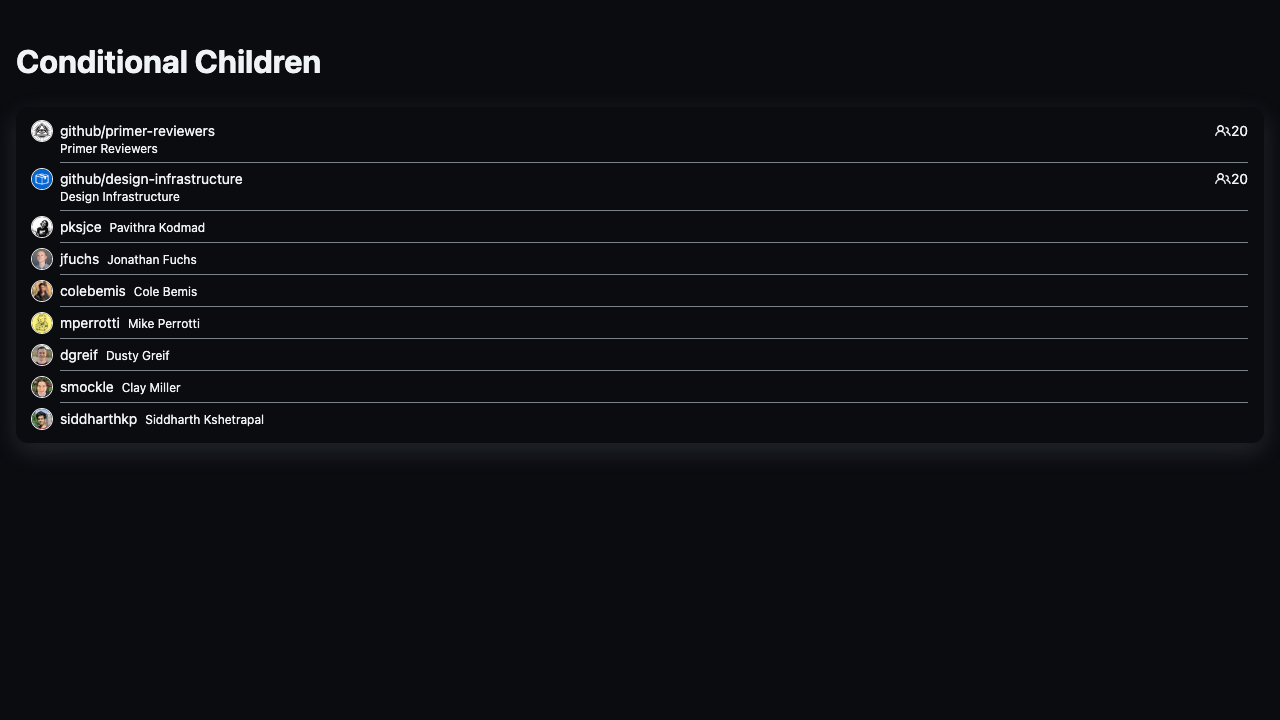 Conditional Children
github/primer-reviewers 20
Primer Reviewers
github/design-infrastructure 20
Design Infrastructure
pksjce Pavithra Kodmad
jfuchs Jonathan Fuchs
colebemis Cole Bemis
mperrotti Mike Perrotti
dgreif Dusty Greif
smockle Clay Miller
siddharthkp Siddharth Kshetrapal